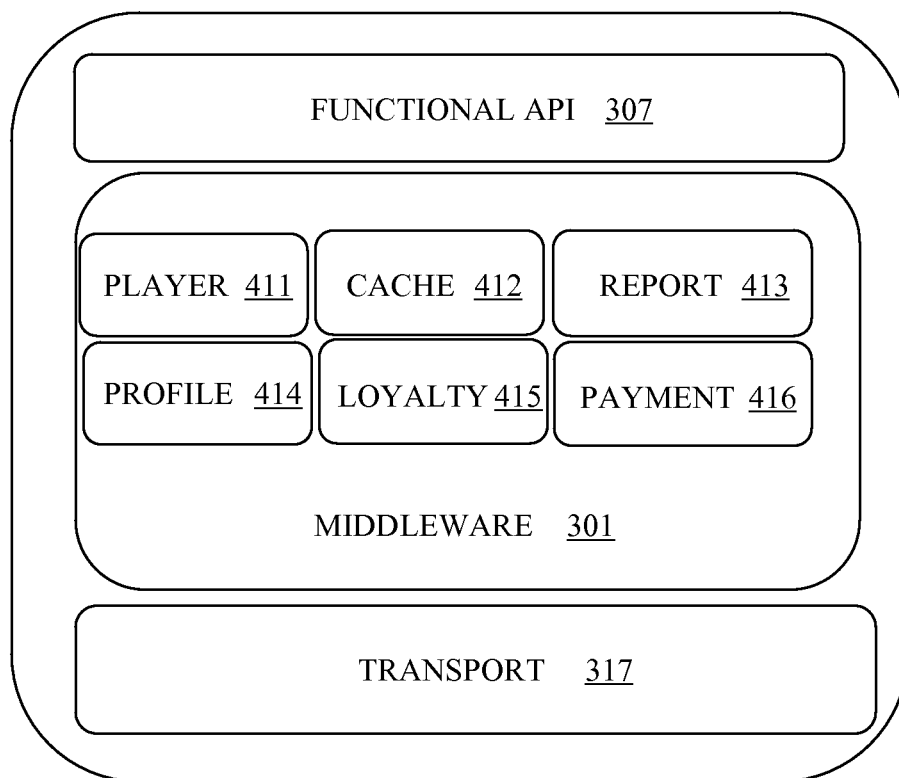 FUNCTIONAL API 307
PLAYER 411 CACHE 412 REPORT 413
PROFILE 414 LOYALTY 415 PAYMENT 416
MIDDLEWARE 301
TRANSPORT 317